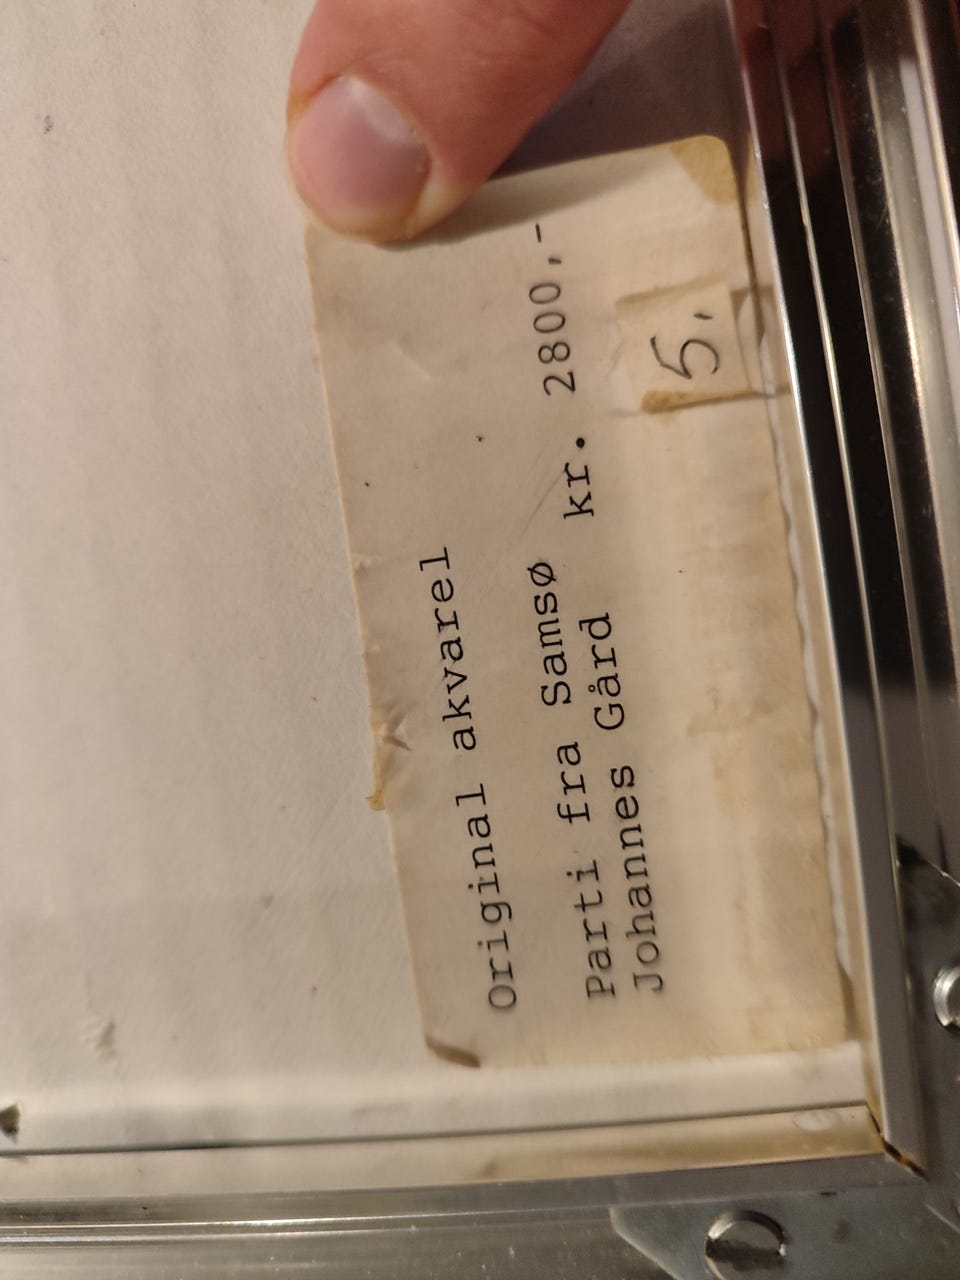 Original akvarel
Parti fra Samsø
Johannes Gård kr. 2800,-
5,